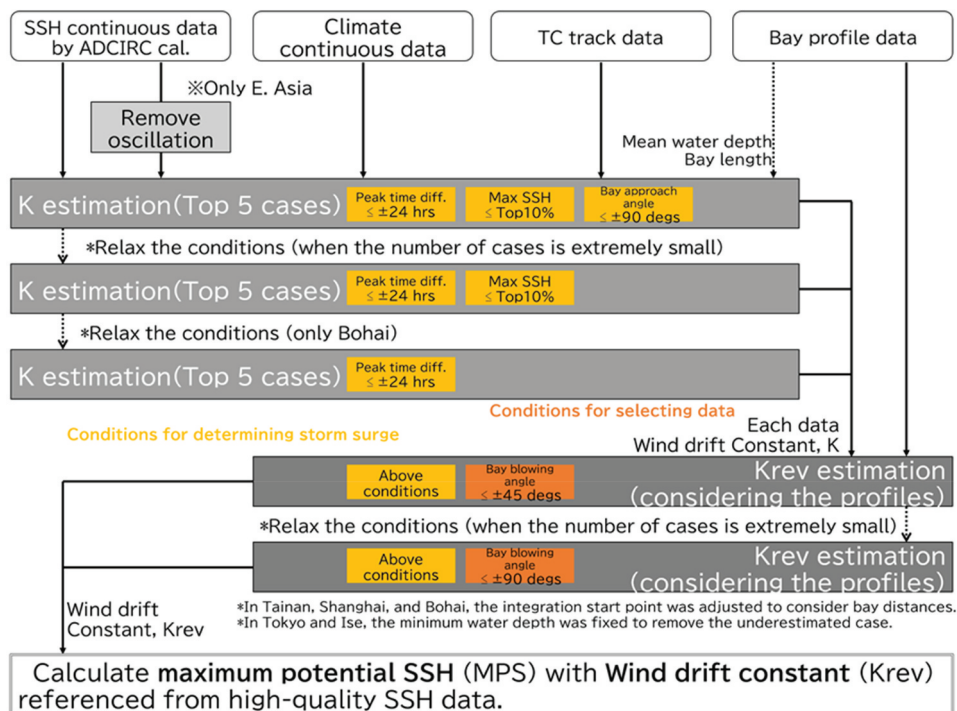 SSH continuous data
by ADCIRC cal.
Climate
continuous data
TC track data
Bay profile data
※Only E. Asia
Remove
oscillation
Mean water depth
Bay length
K estimation(Top 5 cases)
Peak time diff.
≦ ±24 hrs
Max SSH
≦Top10%
Bay approach
angle
≦ ±90 degs
*Relax the conditions (when the number of cases is extremely small)
K estimation(Top 5 cases)
Peak time diff.
≦ ±24 hrs
Max SSH
≦Top10%
*Relax the conditions (only Bohai)
K estimation(Top 5 cases)
Peak time diff.
≦ ±24 hrs
Conditions for selecting data
Conditions for determining storm surge
Each data
Wind drift Constant, K
Above
conditions
Bay blowing
angle
≦ ±45 degs
Krev estimation
(considering the profiles)
*Relax the conditions (when the number of cases is extremely small)
Above
conditions
Bay blowing
angle
≦ ±90 degs
Krev estimation
(considering the profiles)
*In Tainan, Shanghai, and Bohai, the integration start point was adjusted to consider bay distances.
*In Tokyo and Ise, the minimum water depth was fixed to remove the underestimated case.
Wind drift
Constant, Krev
Calculate maximum potential SSH (MPS) with Wind drift constant (Krev)
referenced from high-quality SSH data.